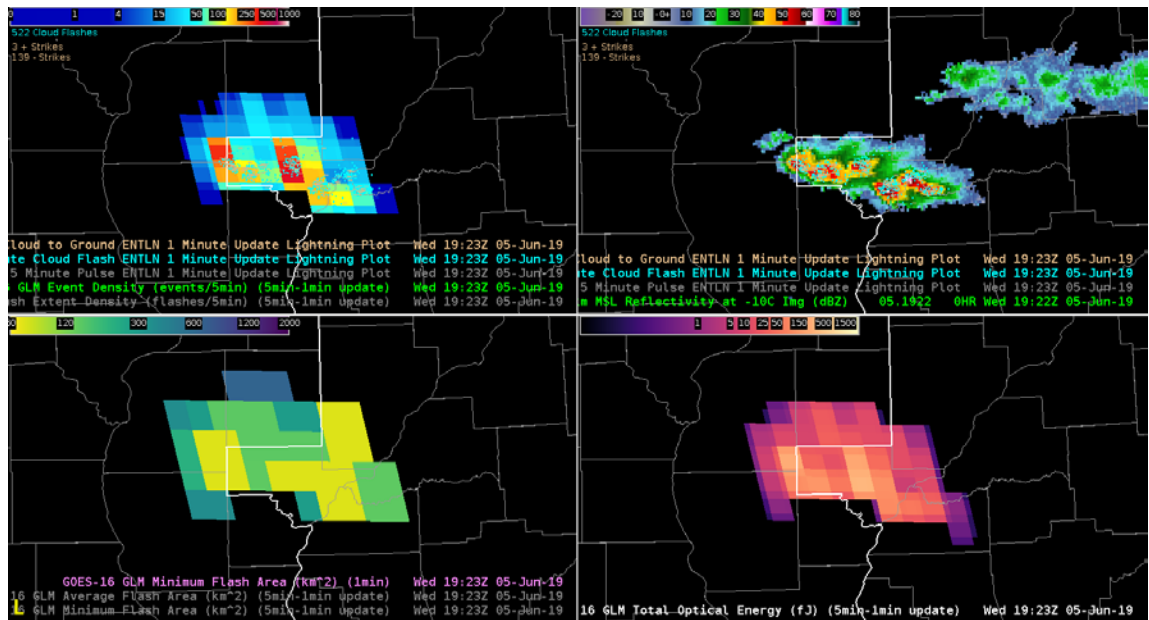 0 1 4 15 50 100 250 500 1000
522 Cloud Flashes
3 + Strikes
139 - Strikes
Cloud to Ground ENTLN 1 Minute Update Lightning Plot Wed 19:23Z 05-Jun-19
te Cloud Flash ENTLN 1 Minute Update Lightning Plot Wed 19:23Z 05-Jun-19
5 Minute Pulse ENTLN 1 Minute Update Lightning Plot Wed 19:23Z 05-Jun-19
GLM Event Density (events/5min) (5min-1min update) Wed 19:23Z 05-Jun-19
sh Extent Density (flashes/5min) (5min-1min update) Wed 19:23Z 05-Jun-19
-20 10 -0+ 10 20 30 40 50 60 70 80
522 Cloud Flashes
3 + Strikes
139 - Strikes
loud to Ground ENTLN 1 Minute Update Lightning Plot Wed 19:23Z 05-Jun-19
te Cloud Flash ENTLN 1 Minute Update Lightning Plot Wed 19:23Z 05-Jun-19
5 Minute Pulse ENTLN 1 Minute Update Lightning Plot Wed 19:23Z 05-Jun-19
m MSL Reflectivity at -10C Img (dBZ) 05.1922 0HR Wed 19:22Z 05-Jun-19
120 300 600 1200 2000
GOES-16 GLM Minimum Flash Area (km^2) (1min) Wed 19:23Z 05-Jun-19
16 GLM Average Flash Area (km^2) (5min-1min update) Wed 19:23Z 05-Jun-19
16 GLM Minimum Flash Area (km^2) (5min-1min update) Wed 19:23Z 05-Jun-19
L
1 5 10 25 50 150 500 1500
16 GLM Total Optical Energy (fJ) (5min-1min update) Wed 19:23Z 05-Jun-19